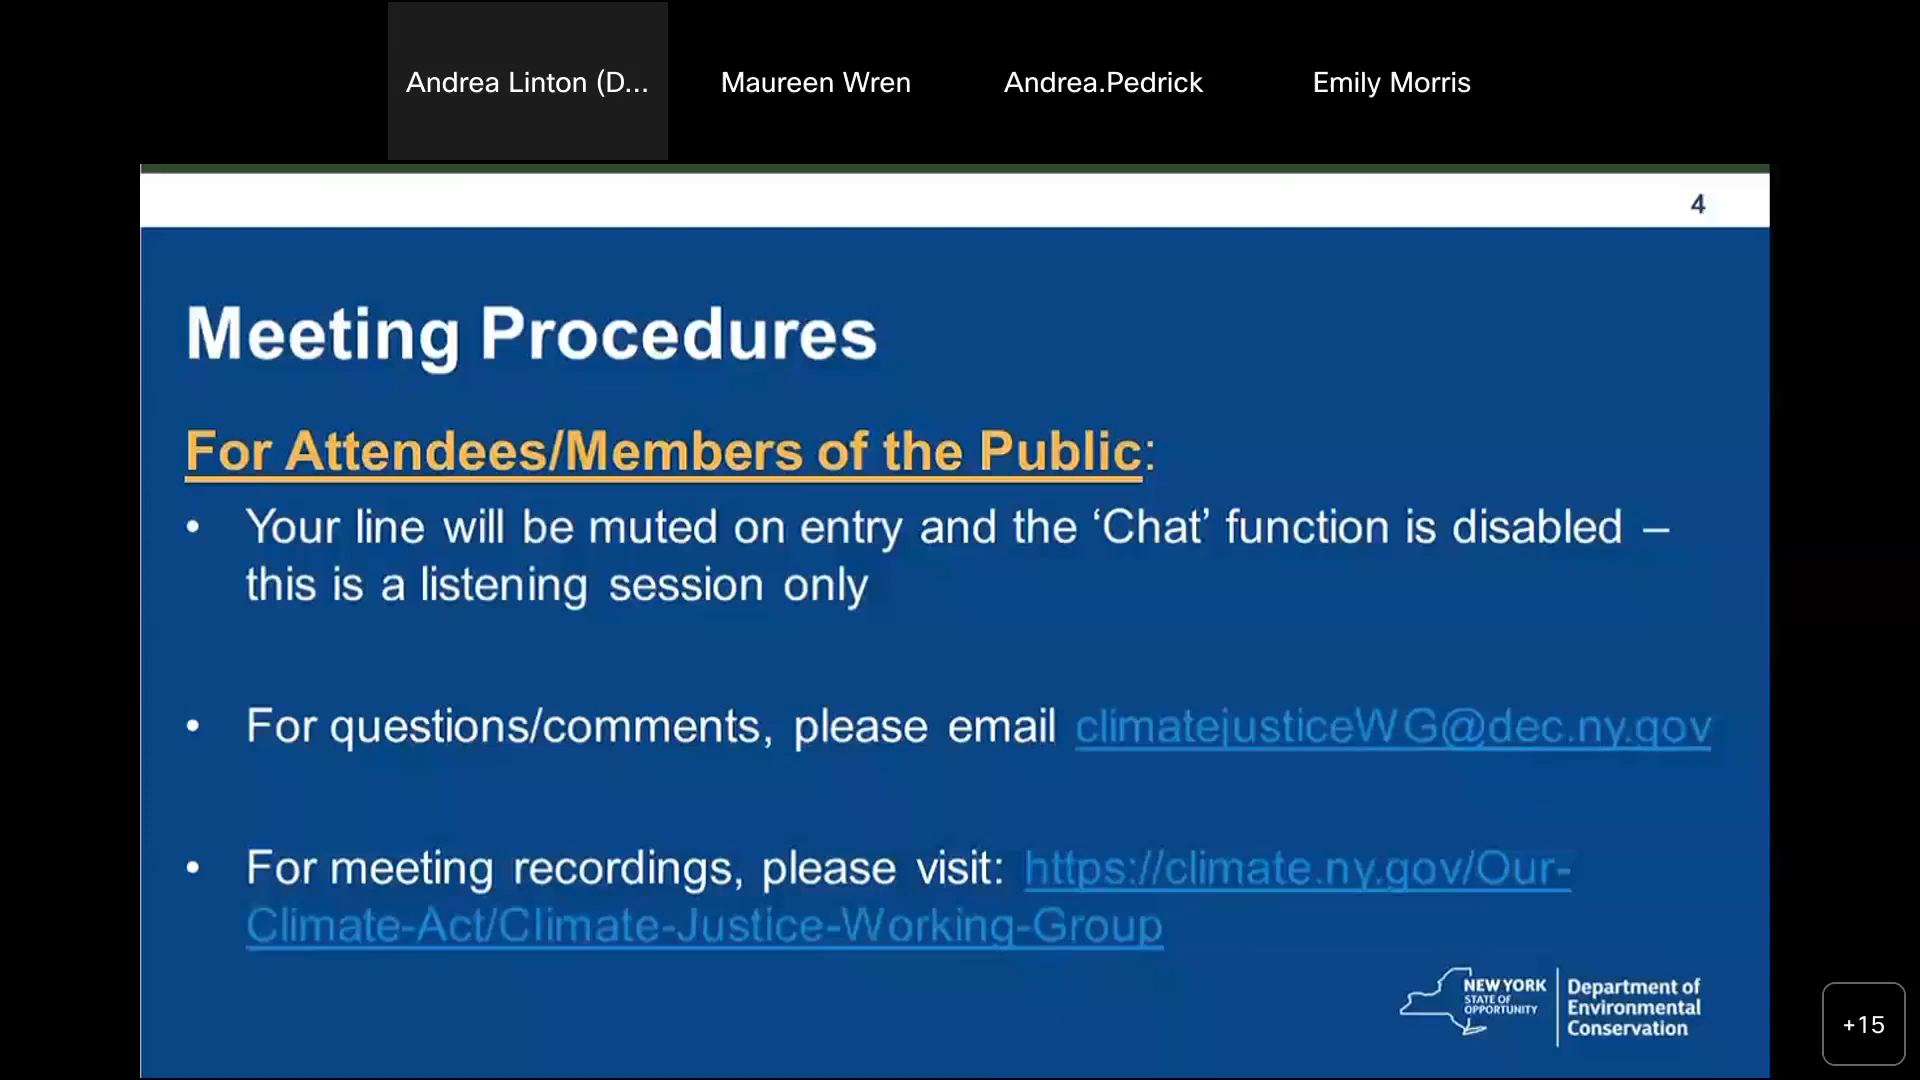 Andrea Linton (D...
Maureen Wren
Andrea.Pedrick
Emily Morris
4
Meeting Procedures
For Attendees/Members of the Public:
• Your line will be muted on entry and the ‘Chat’ function is disabled –
this is a listening session only
• For questions/comments, please email climatejusticeWG@dec.ny.gov
• For meeting recordings, please visit: https://climate.ny.gov/Our-
Climate-Act/Climate-Justice-Working-Group
NEW YORK
STATE OF
OPPORTUNITY
Department of
Environmental
Conservation
+15